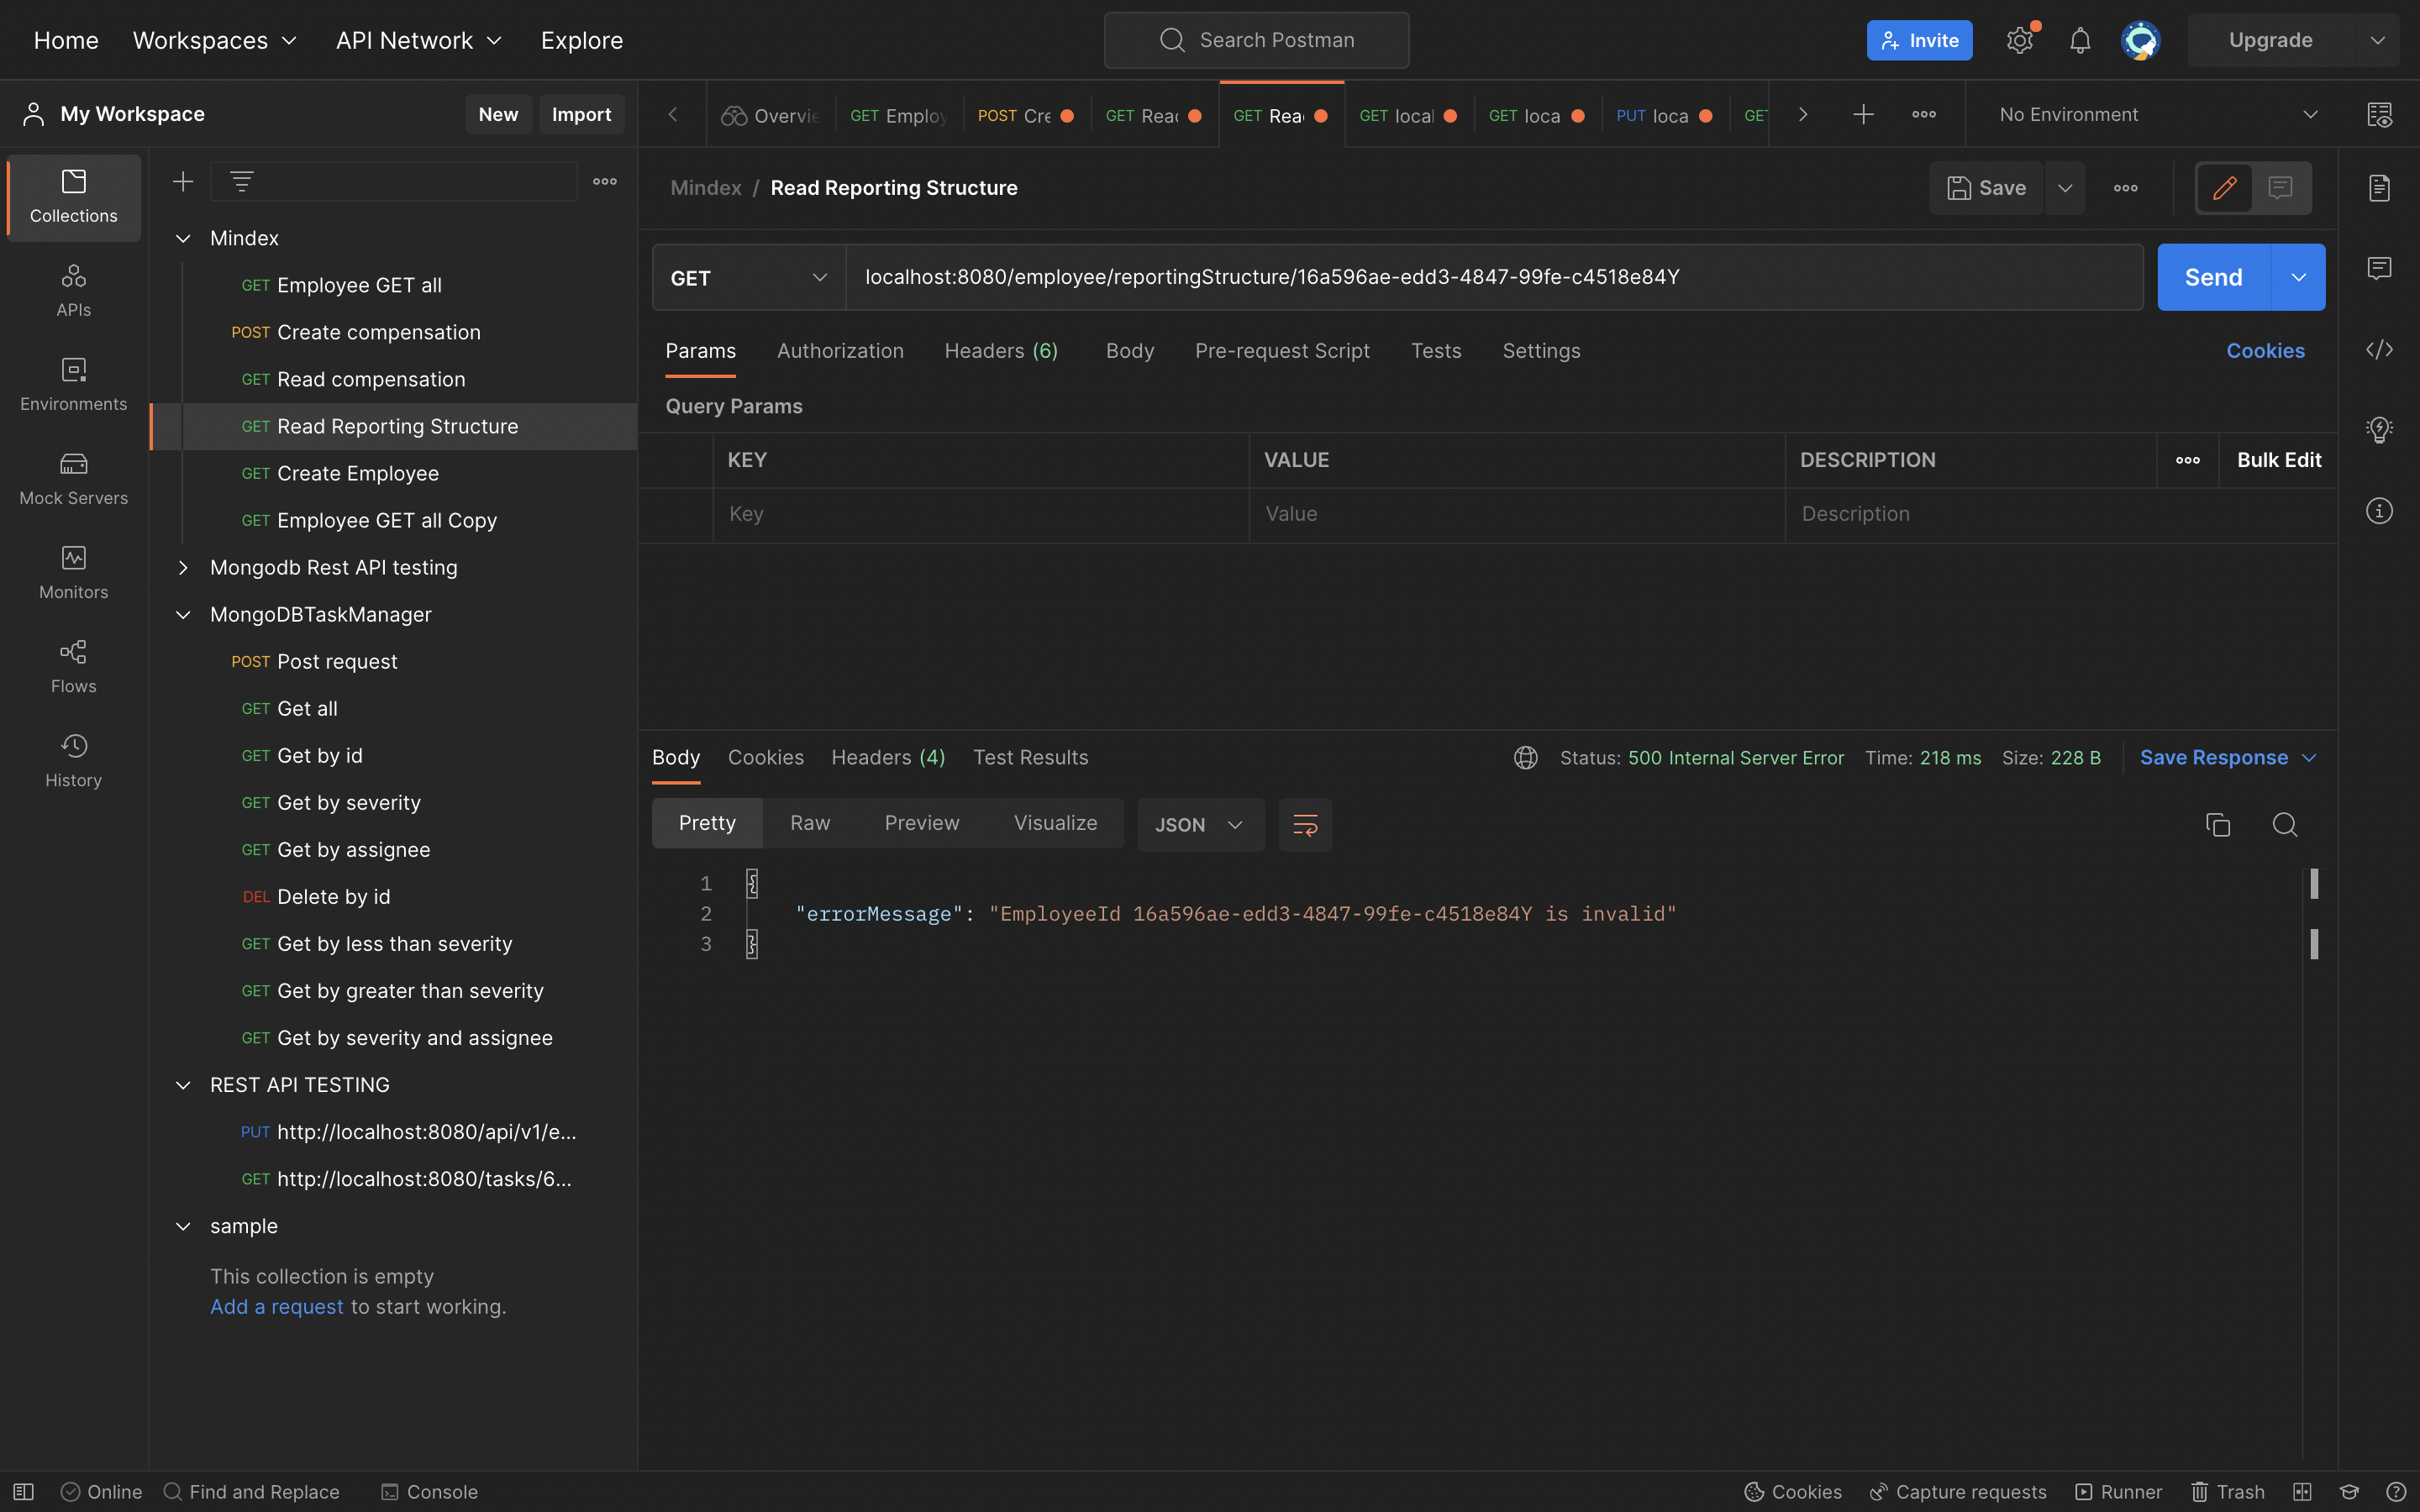 Home Workspaces API Network Explore Search Postman Invite Upgrade
My Workspace New Import
Overvie GET Employ POST Cre GET Read GET Read GET local GET loca PUT loca GET No Environment
Collections
APIs
Environments
Mock Servers
Monitors
Flows
History
Mindex
GET Employee GET all
POST Create compensation
GET Read compensation
GET Read Reporting Structure
GET Create Employee
GET Employee GET all Copy
Mongodb Rest API testing
MongoDBTaskManager
POST Post request
GET Get all
GET Get by id
GET Get by severity
GET Get by assignee
DEL Delete by id
GET Get by less than severity
GET Get by greater than severity
GET Get by severity and assignee
REST API TESTING
PUT http://localhost:8080/api/v1/e...
GET http://localhost:8080/tasks/6...
sample
This collection is empty
Add a request to start working.
Mindex / Read Reporting Structure Save
GET localhost:8080/employee/reportingStructure/16a596ae-edd3-4847-99fe-c4518e84Y Send
Params Authorization Headers (6) Body Pre-request Script Tests Settings Cookies
Query Params
KEY VALUE DESCRIPTION Bulk Edit
Key Value Description
Body Cookies Headers (4) Test Results Status: 500 Internal Server Error Time: 218 ms Size: 228 B Save Response
Pretty Raw Preview Visualize JSON
1 {
2 "errorMessage": "EmployeeId 16a596ae-edd3-4847-99fe-c4518e84Y is invalid"
3 }
Online Find and Replace Console Cookies Capture requests Runner Trash